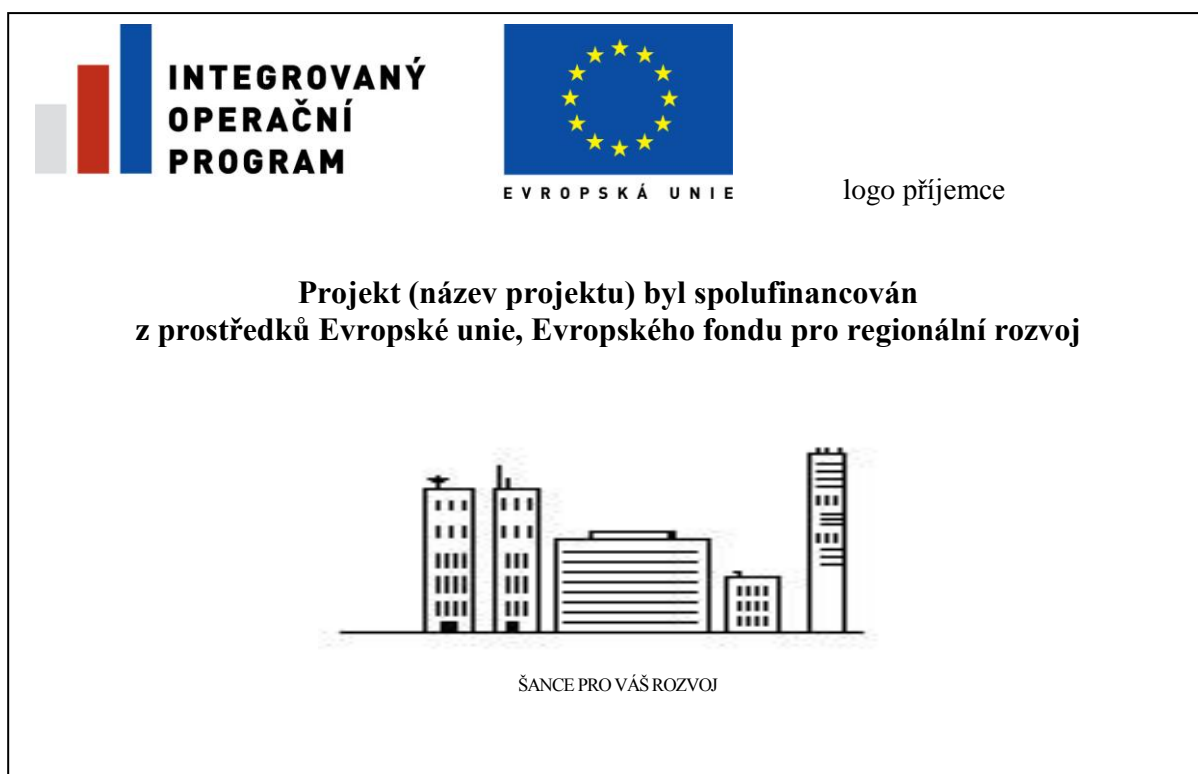 INTEGROVANÝ
OPERAČNÍ
PROGRAM
EVROPSKÁ UNIE
logo příjemce
Projekt (název projektu) byl spolufinancován
z prostředků Evropské unie, Evropského fondu pro regionální rozvoj
ŠANCE PRO VÁŠ ROZVOJ